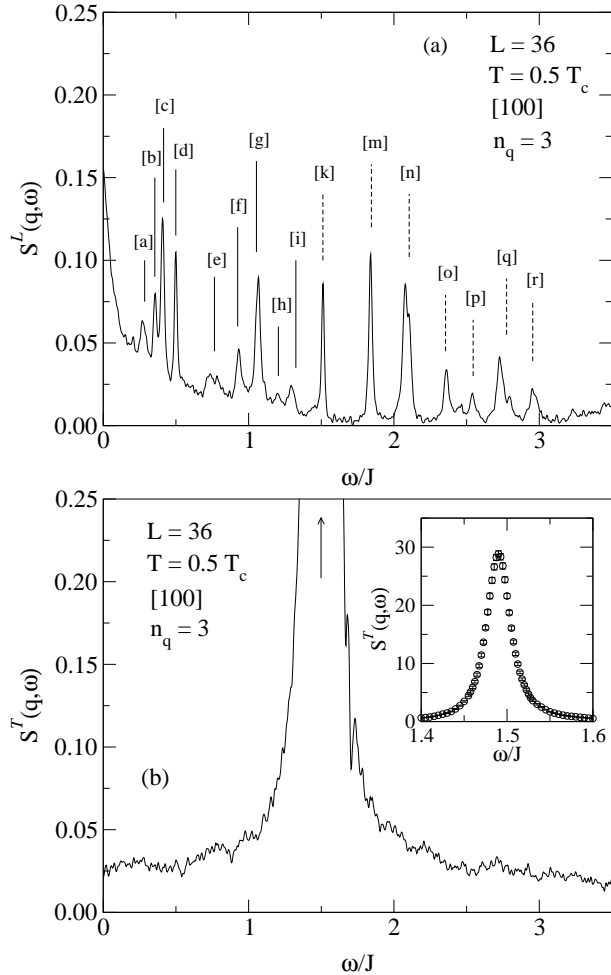 0.25
0.20
0.15
0.10
0.05
0.00
S^L(q,ω)
(a)
L = 36
T = 0.5 T_c
[100]
n_q = 3
[a]
[b]
[c]
[d]
[e]
[f]
[g]
[h]
[i]
[k]
[m]
[n]
[o]
[p]
[q]
[r]
0 1 2 3
ω/J
0.25
0.20
0.15
0.10
0.05
0.00
S^T(q,ω)
L = 36
T = 0.5 T_c
[100]
n_q = 3
(b)
30
20
10
0
S^T(q,ω)
1.4 1.5 1.6
ω/J
0 1 2 3
ω/J